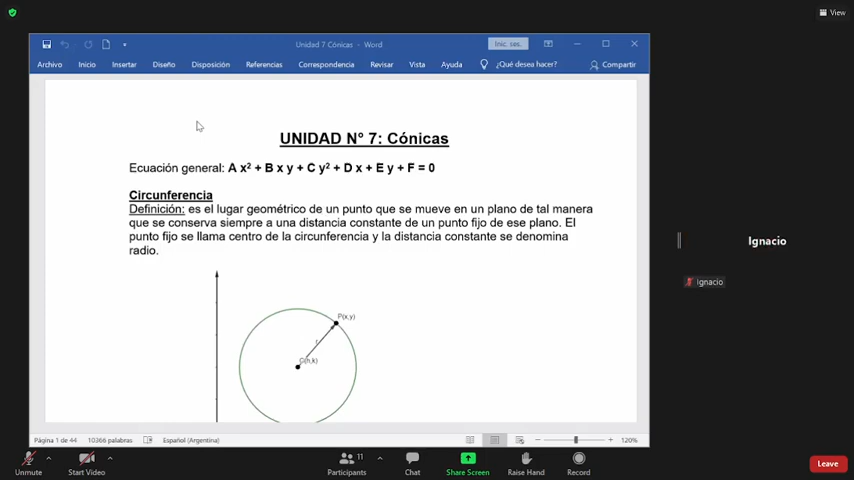 View
Unidad 7 Cónicas - Word
Inic. ses.
Archivo Inicio Insertar Diseño Disposición Referencias Correspondencia Revisar Vista Ayuda ¿Qué desea hacer? Compartir
UNIDAD N° 7: Cónicas
Ecuación general: A x² + B x y + C y² + D x + E y + F = 0
Circunferencia
Definición: es el lugar geométrico de un punto que se mueve en un plano de tal manera
que se conserva siempre a una distancia constante de un punto fijo de ese plano. El
punto fijo se llama centro de la circunferencia y la distancia constante se denomina
radio.
P(x,y)
r
C(h,k)
Ignacio
Ignacio
Página 1 de 44 10366 palabras Español (Argentina) 120%
Unmute Start Video Participants 11 Chat Share Screen Raise Hand Record Leave